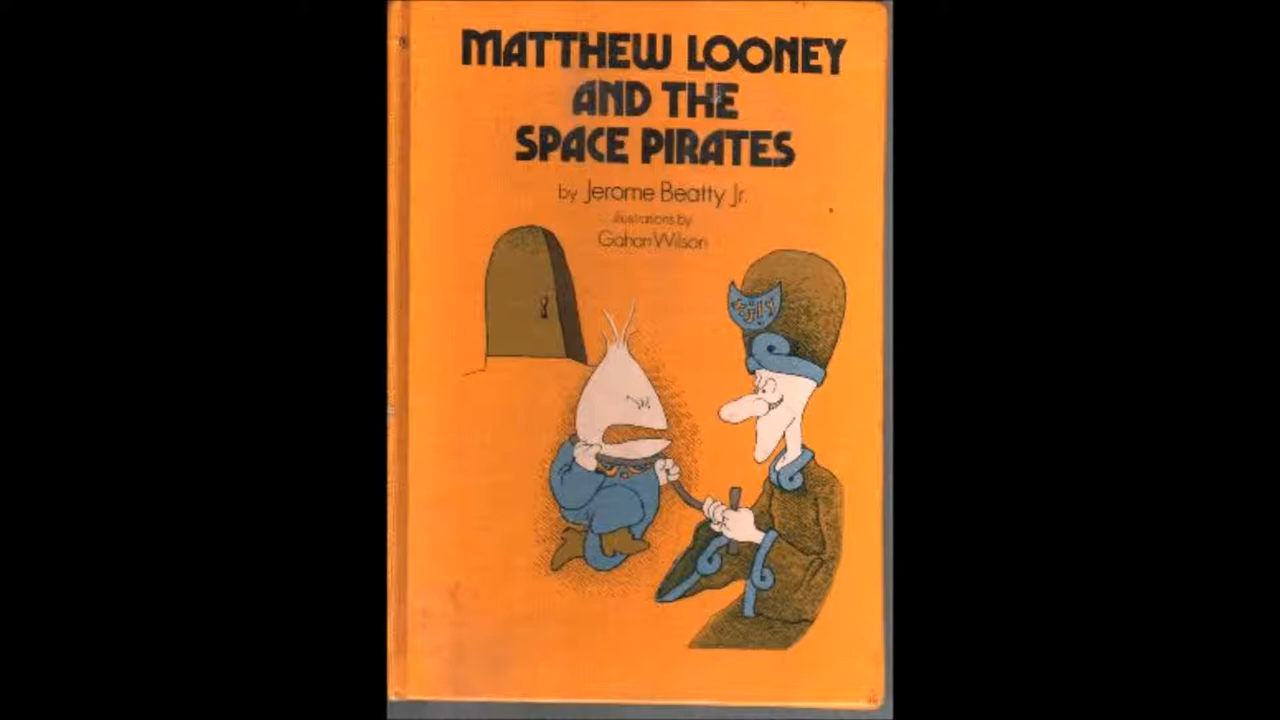 MATTHEW LOONEY
AND THE
SPACE PIRATES
by Jerome Beatty Jr.
illustrations by
Gahan Wilson